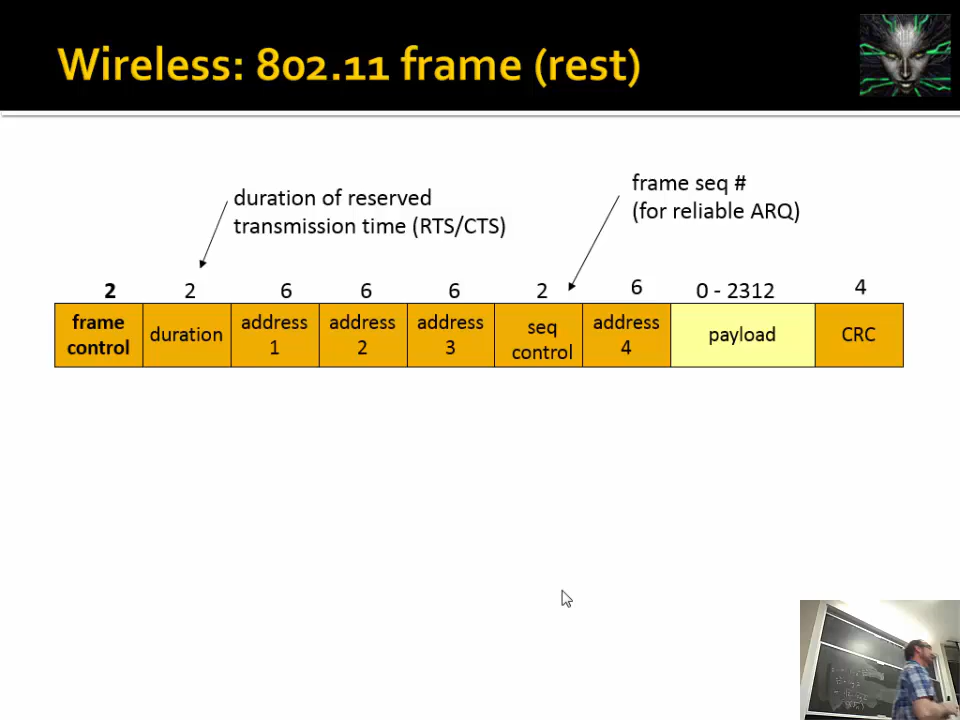 Wireless: 802.11 frame (rest)
duration of reserved
transmission time (RTS/CTS)
frame seq #
(for reliable ARQ)
2 2 6 6 6 2 6 0 - 2312 4
frame
control
duration
address
1
address
2
address
3
seq
control
address
4
payload
CRC